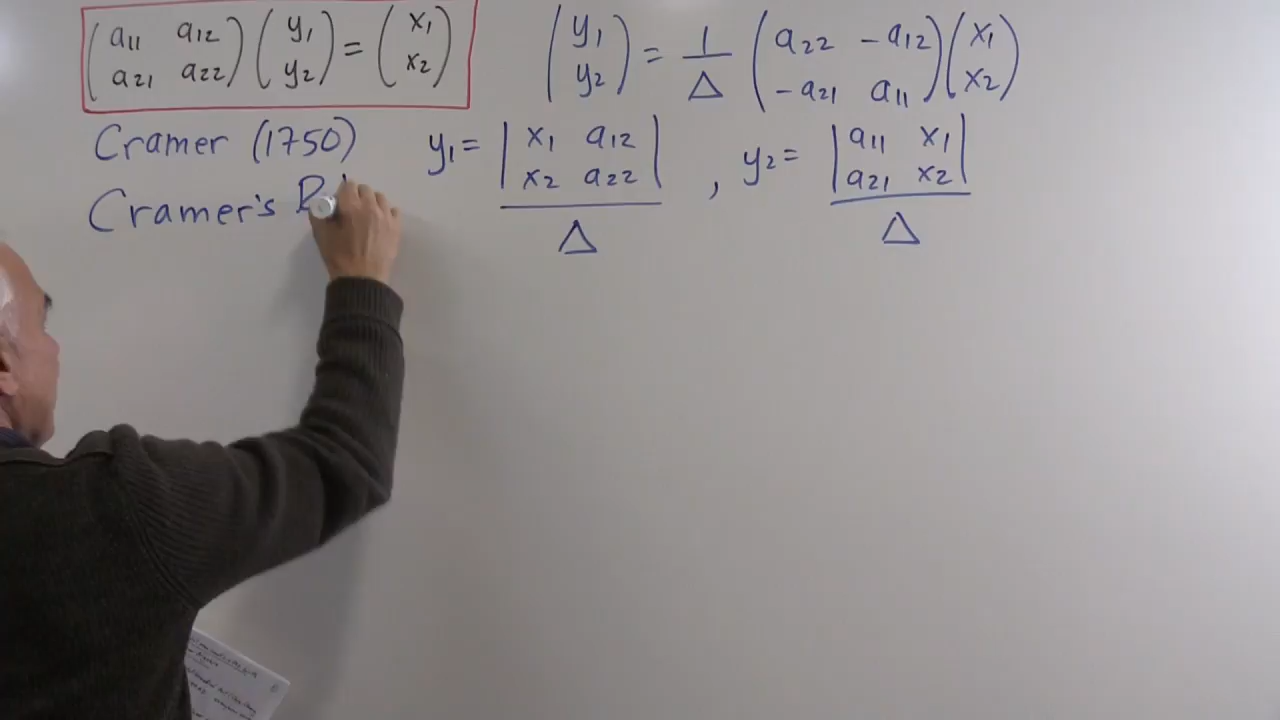 (a11 a12) (y1) = (x1)
(a21 a22) (y2)   (x2)
(y1) = 1 (a22 -a12) (x1)
(y2)   Δ (-a21 a11) (x2)
Cramer (1750)
y1 = |x1 a12| , y2 = |a11 x1|
|x2 a22|   |a21 x2|
Δ   Δ
Cramer's